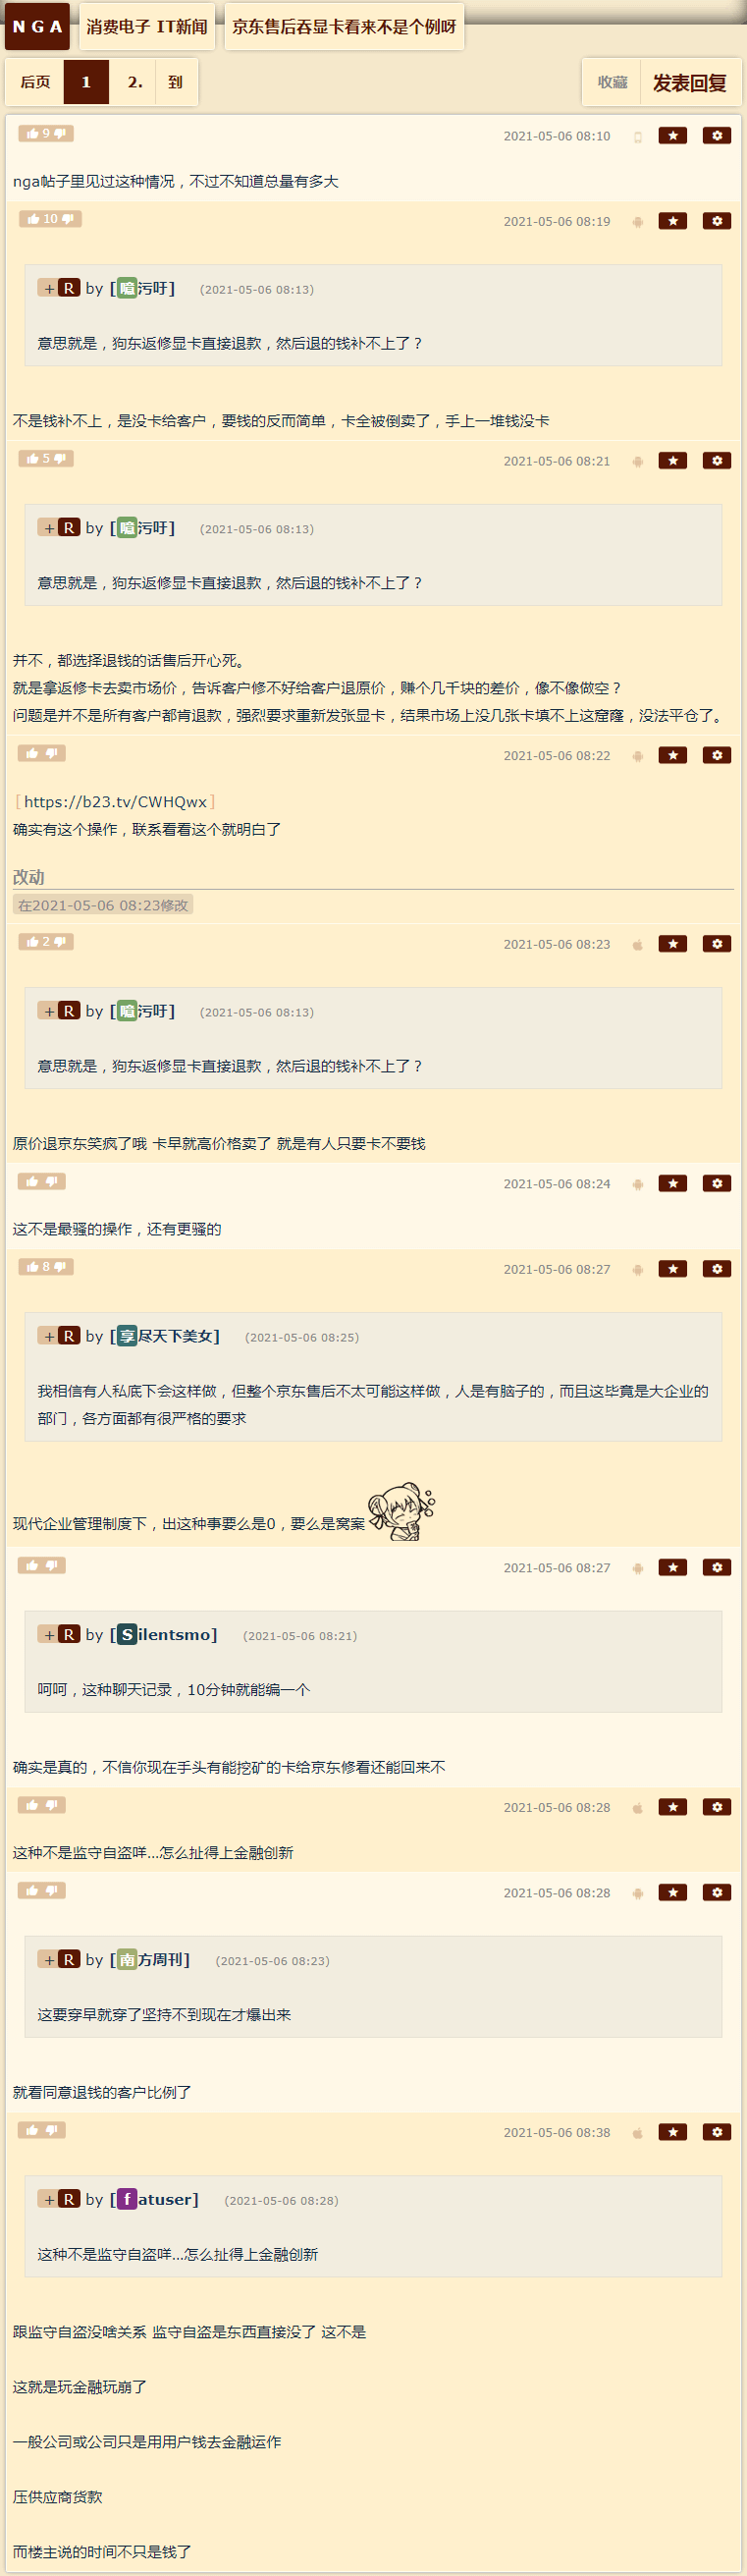 NGA 消费电子 IT新闻 京东售后吞显卡看来不是个例呀
后页 1 2. 到 收藏 发表回复
9 2021-05-06 08:10
nga帖子里见过这种情况，不过不知道总量有多大
10 2021-05-06 08:19
+ R by [喧污吁] (2021-05-06 08:13)
意思就是，狗东返修显卡直接退款，然后退的钱补不上了？
不是钱补不上，是没卡给客户，要钱的反而简单，卡全被倒卖了，手上一堆钱没卡
5 2021-05-06 08:21
+ R by [喧污吁] (2021-05-06 08:13)
意思就是，狗东返修显卡直接退款，然后退的钱补不上了？
并不，都选择退钱的话售后开心死。
就是拿返修卡去卖市场价，告诉客户修不好给客户退原价，赚个几千块的差价，像不像做空？
问题是并不是所有客户都肯退款，强烈要求重新发张显卡，结果市场上没几张卡填不上这窟窿，没法平仓了。
2021-05-06 08:22
[https://b23.tv/CWHQwx]
确实有这个操作，联系看看这个就明白了
改动
在2021-05-06 08:23修改
2 2021-05-06 08:23
+ R by [喧污吁] (2021-05-06 08:13)
意思就是，狗东返修显卡直接退款，然后退的钱补不上了？
原价退京东笑疯了哦 卡早就高价格卖了 就是有人只要卡不要钱
2021-05-06 08:24
这不是最骚的操作，还有更骚的
8 2021-05-06 08:27
+ R by [享尽天下美女] (2021-05-06 08:25)
我相信有人私底下会这样做，但整个京东售后不太可能这样做，人是有脑子的，而且这毕竟是大企业的
部门，各方面都有很严格的要求
现代企业管理制度下，出这种事要么是0，要么是窝案
2021-05-06 08:27
+ R by [Silentsmo] (2021-05-06 08:21)
呵呵，这种聊天记录，10分钟就能编一个
确实是真的，不信你现在手头有能挖矿的卡给京东修看还能回来不
2021-05-06 08:28
这种不是监守自盗咩...怎么扯得上金融创新
2021-05-06 08:28
+ R by [南方周刊] (2021-05-06 08:23)
这要穿早就穿了坚持不到现在才爆出来
就看同意退钱的客户比例了
2021-05-06 08:38
+ R by [fatuser] (2021-05-06 08:28)
这种不是监守自盗咩...怎么扯得上金融创新
跟监守自盗没啥关系 监守自盗是东西直接没了 这不是
这就是玩金融玩崩了
一般公司或公司只是用用户钱去金融运作
压供应商货款
而楼主说的时间不只是钱了